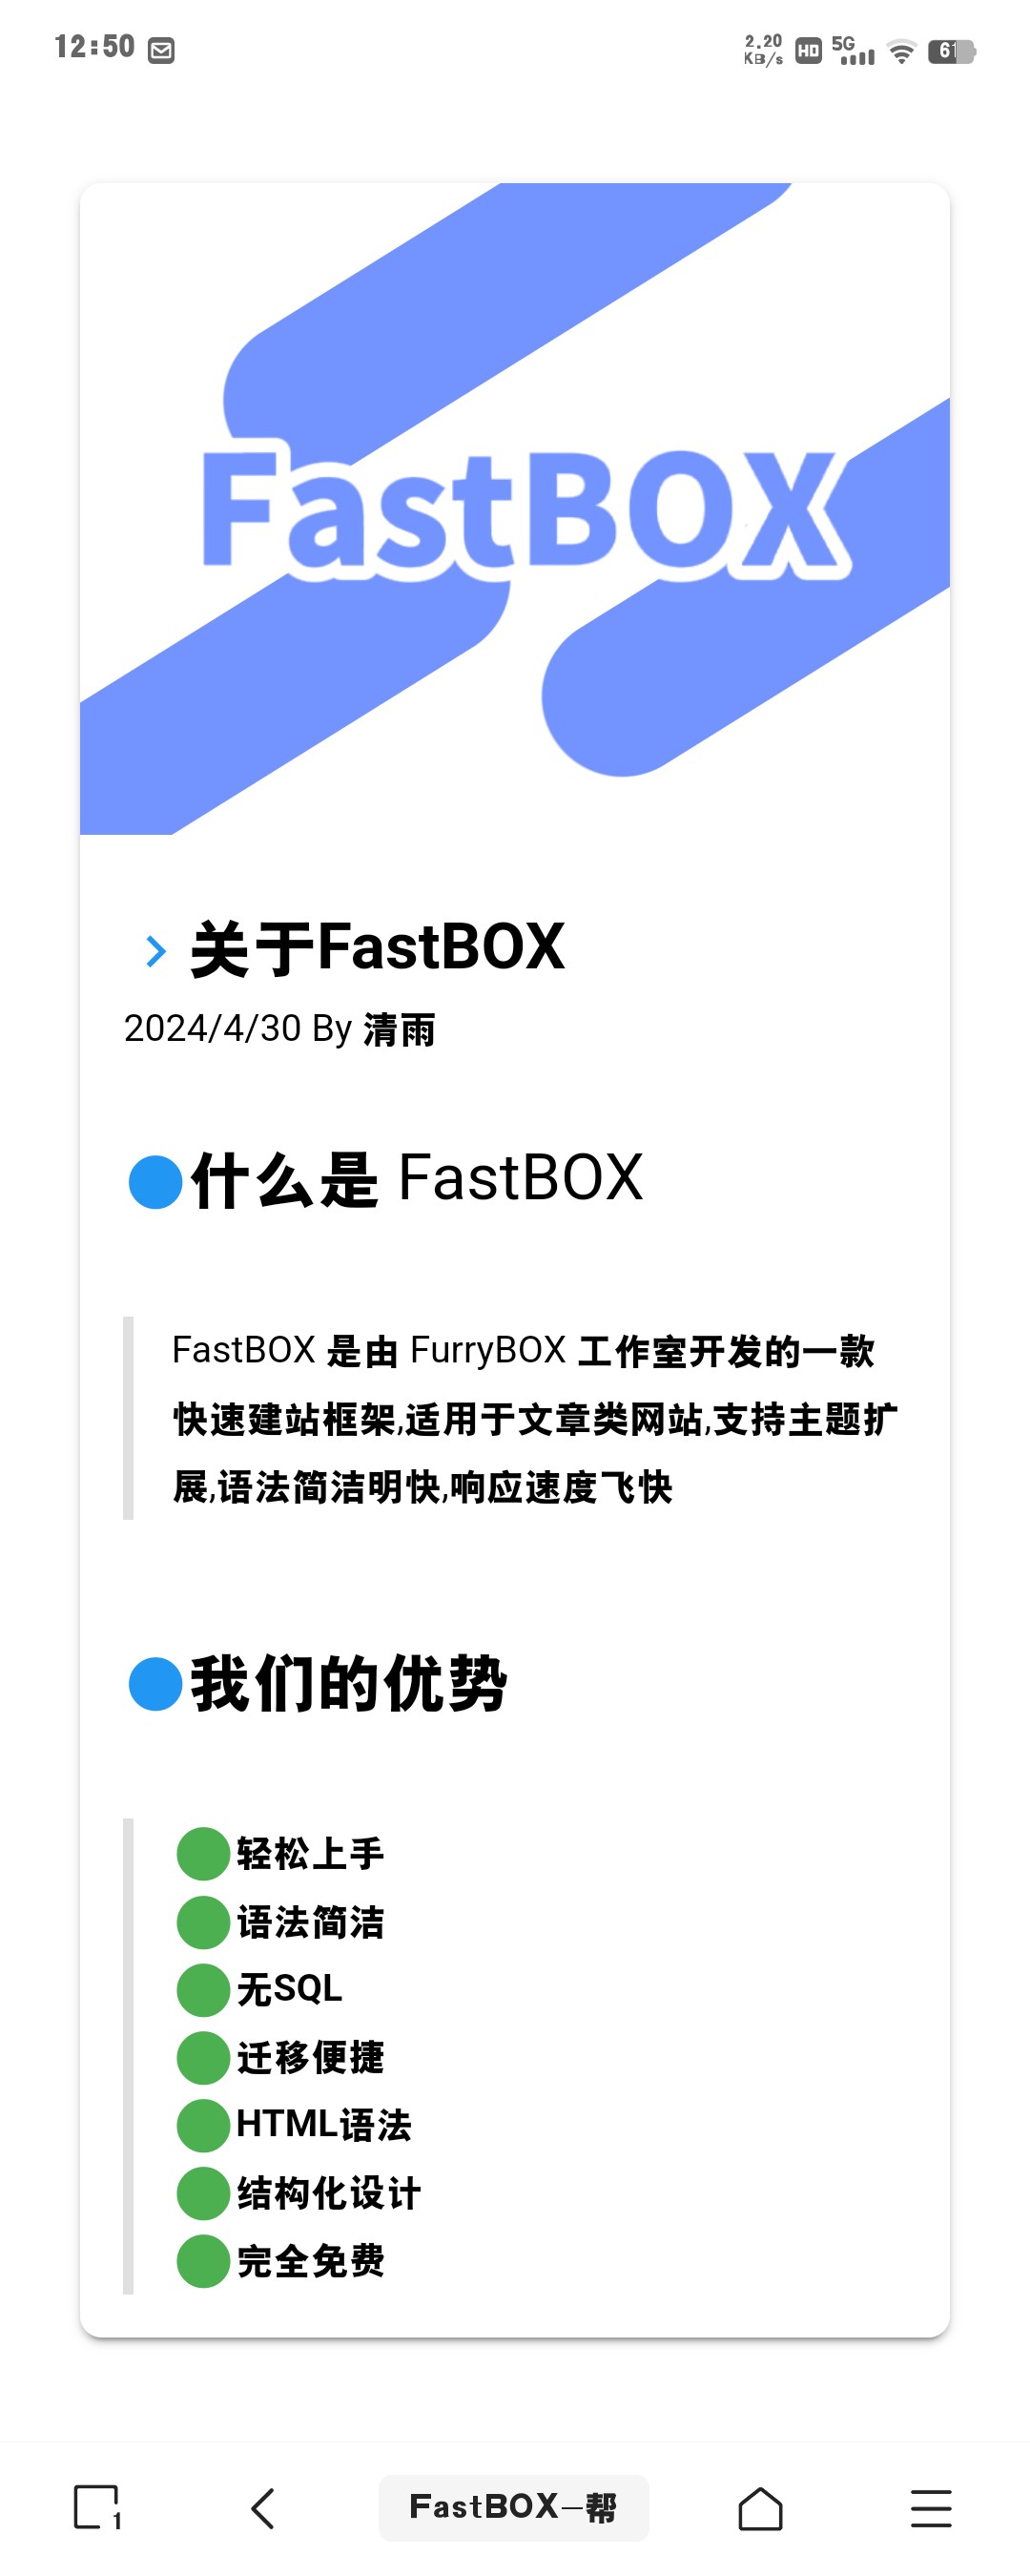 12:50
2.20
KB/s
HD
5G
61
FastBOX
关于FastBOX
2024/4/30 By 清雨
什么是 FastBOX
FastBOX 是由 FurryBOX 工作室开发的一款
快速建站框架,适用于文章类网站,支持主题扩
展,语法简洁明快,响应速度飞快
我们的优势
轻松上手
语法简洁
无SQL
迁移便捷
HTML语法
结构化设计
完全免费
1
FastBOX—帮